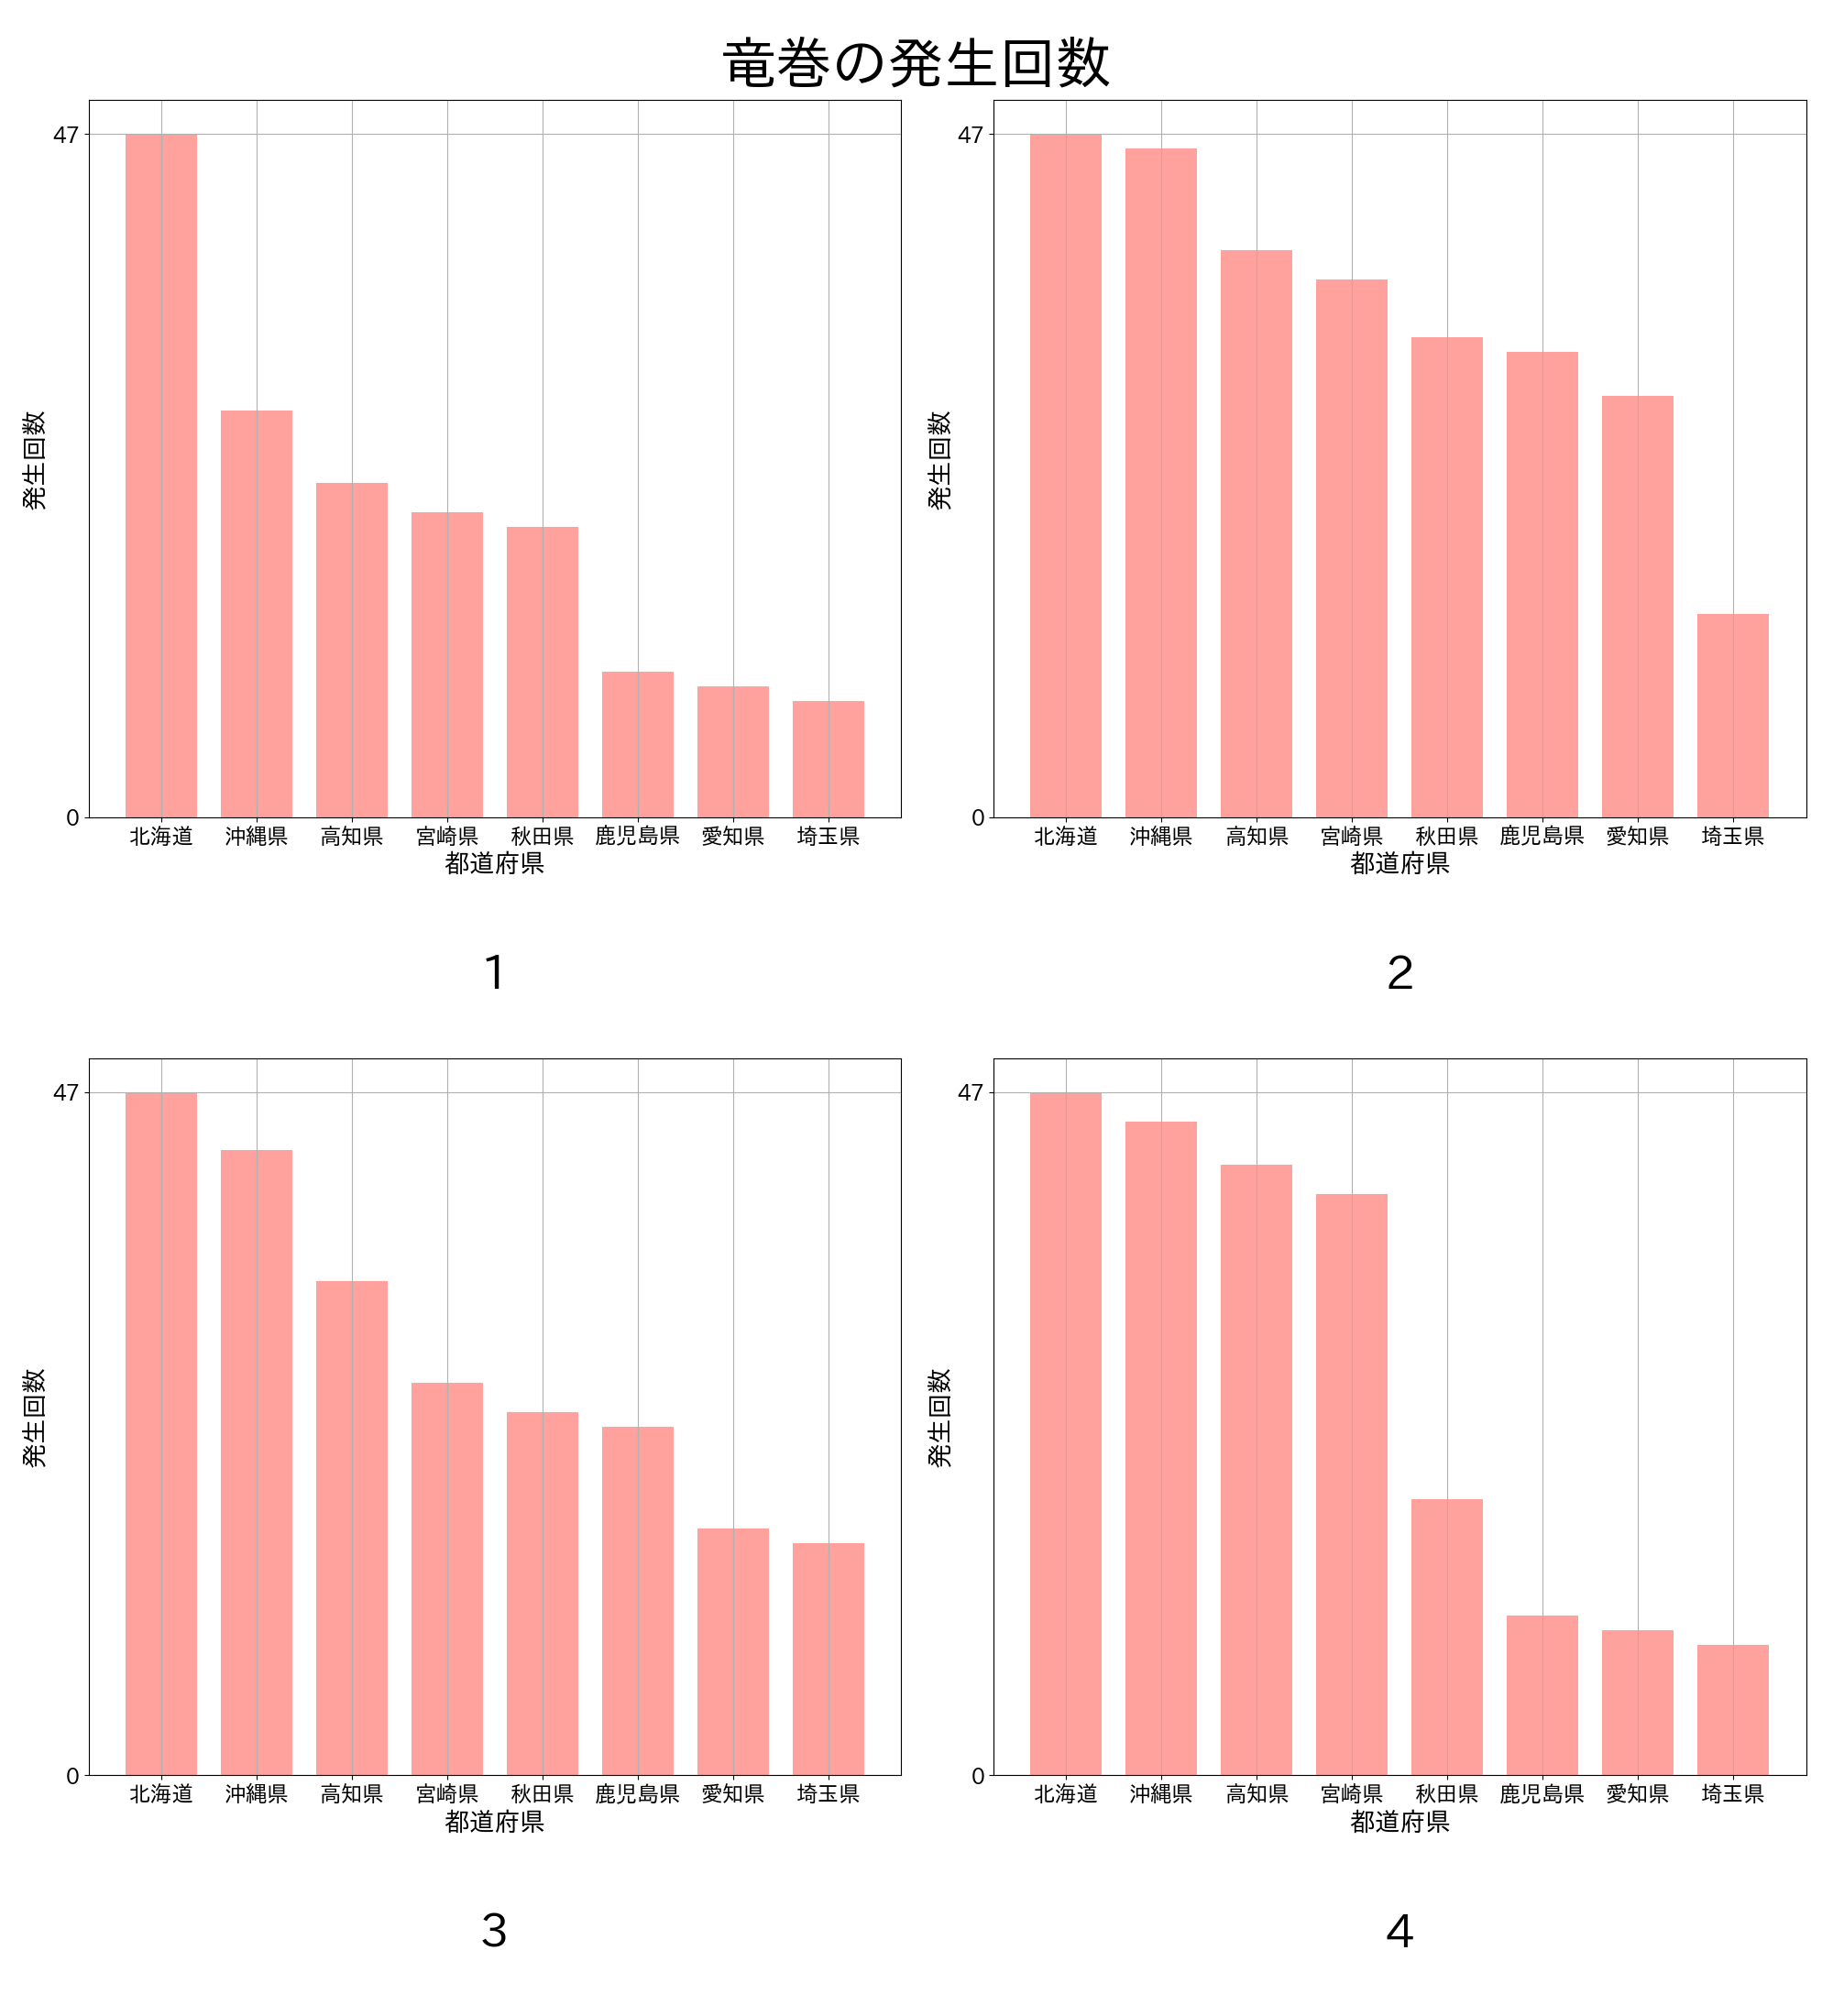 竜巻の発生回数
47
0
発生回数
北海道 沖縄県 高知県 宮崎県 秋田県 鹿児島県 愛知県 埼玉県
都道府県
1
47
0
発生回数
北海道 沖縄県 高知県 宮崎県 秋田県 鹿児島県 愛知県 埼玉県
都道府県
2
47
0
発生回数
北海道 沖縄県 高知県 宮崎県 秋田県 鹿児島県 愛知県 埼玉県
都道府県
3
47
0
発生回数
北海道 沖縄県 高知県 宮崎県 秋田県 鹿児島県 愛知県 埼玉県
都道府県
4